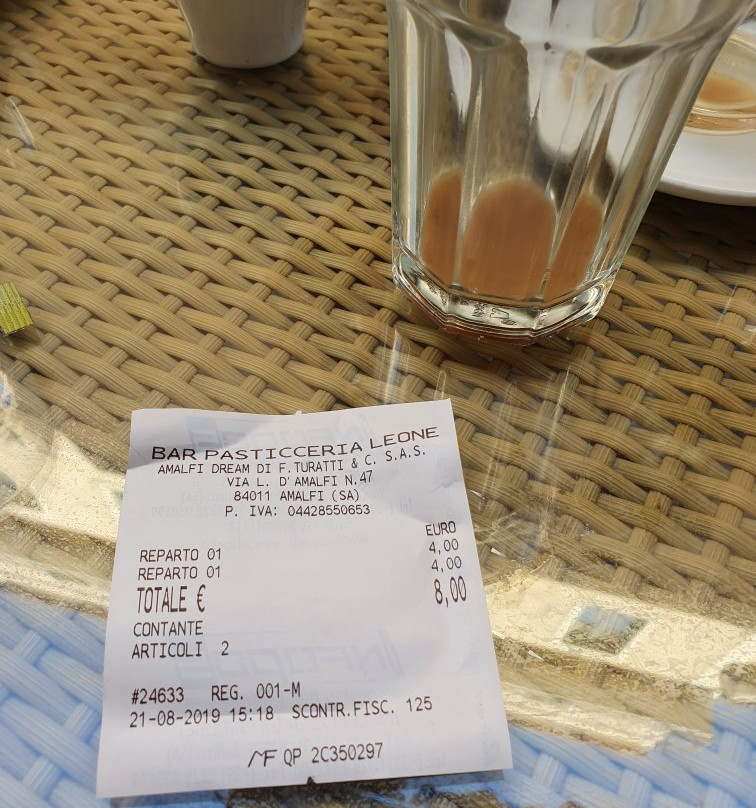 BAR PASTICCERIA LEONE
AMALFI DREAM DI F.TURATTI & C. S.A.S.
VIA L. D'AMALFI N.47
84011 AMALFI (SA)
P. IVA: 04428550653
EURO
REPARTO 01 4,00
REPARTO 01 4,00
TOTALE € 8,00
CONTANTE
ARTICOLI 2
#24633 REG. 001-M
21-08-2019 15:18 SCONTR.FISC. 125
MF QP 2C350297